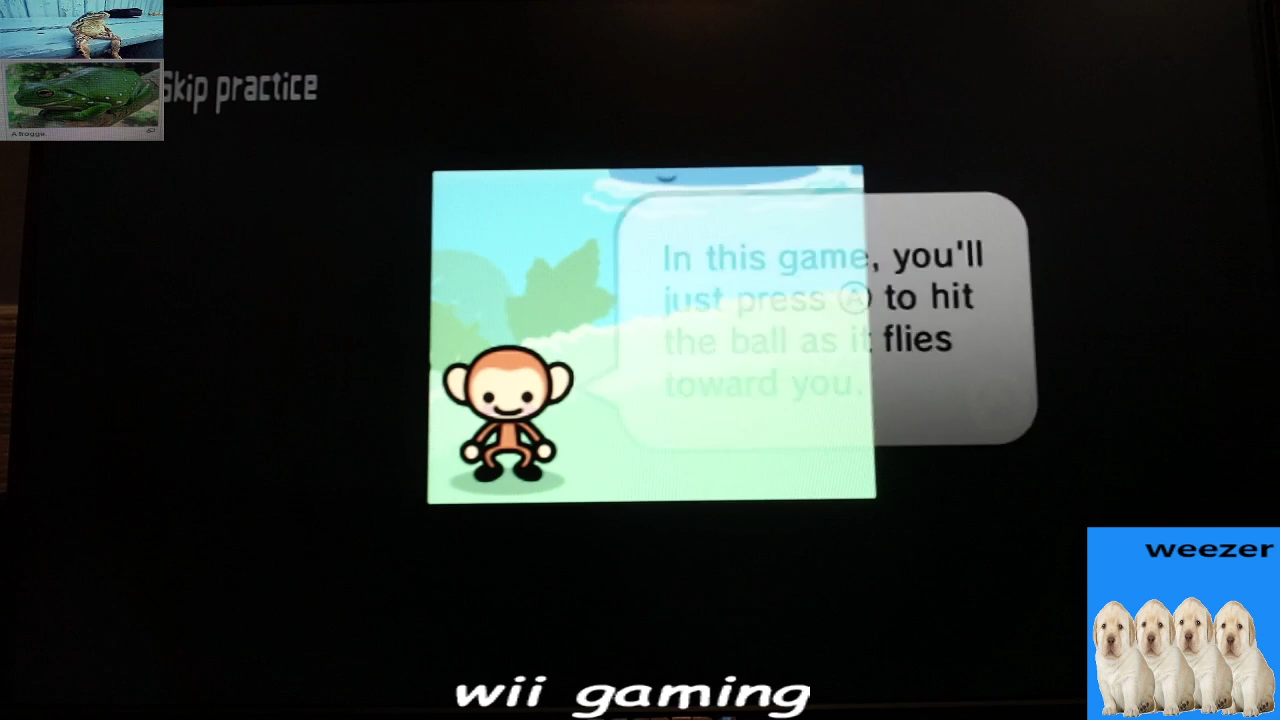 Skip practice
A frogge.
In this game, you'll
just press Ⓐ to hit
the ball as it flies
toward you.
weezer
wii gaming